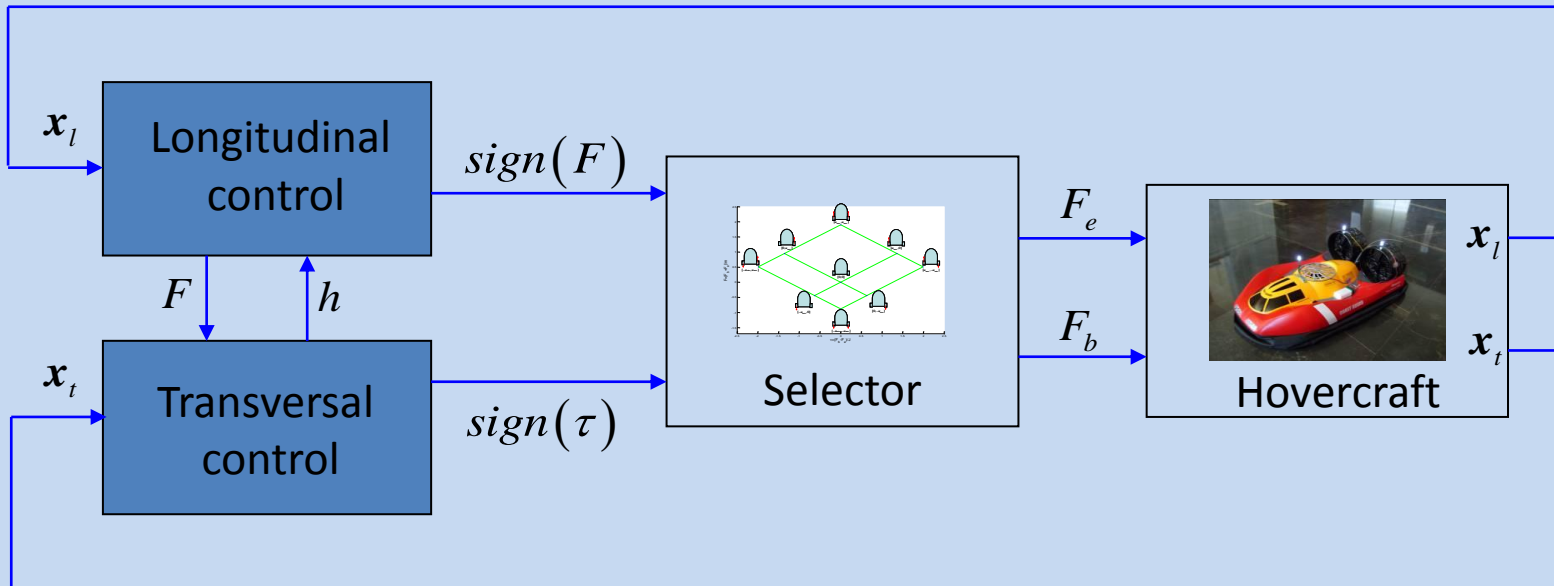 x_l
Longitudinal
control
sign(F)
F
h
x_t
Transversal
control
sign(τ)
Selector
F_e
F_b
x_l
x_t
Hovercraft